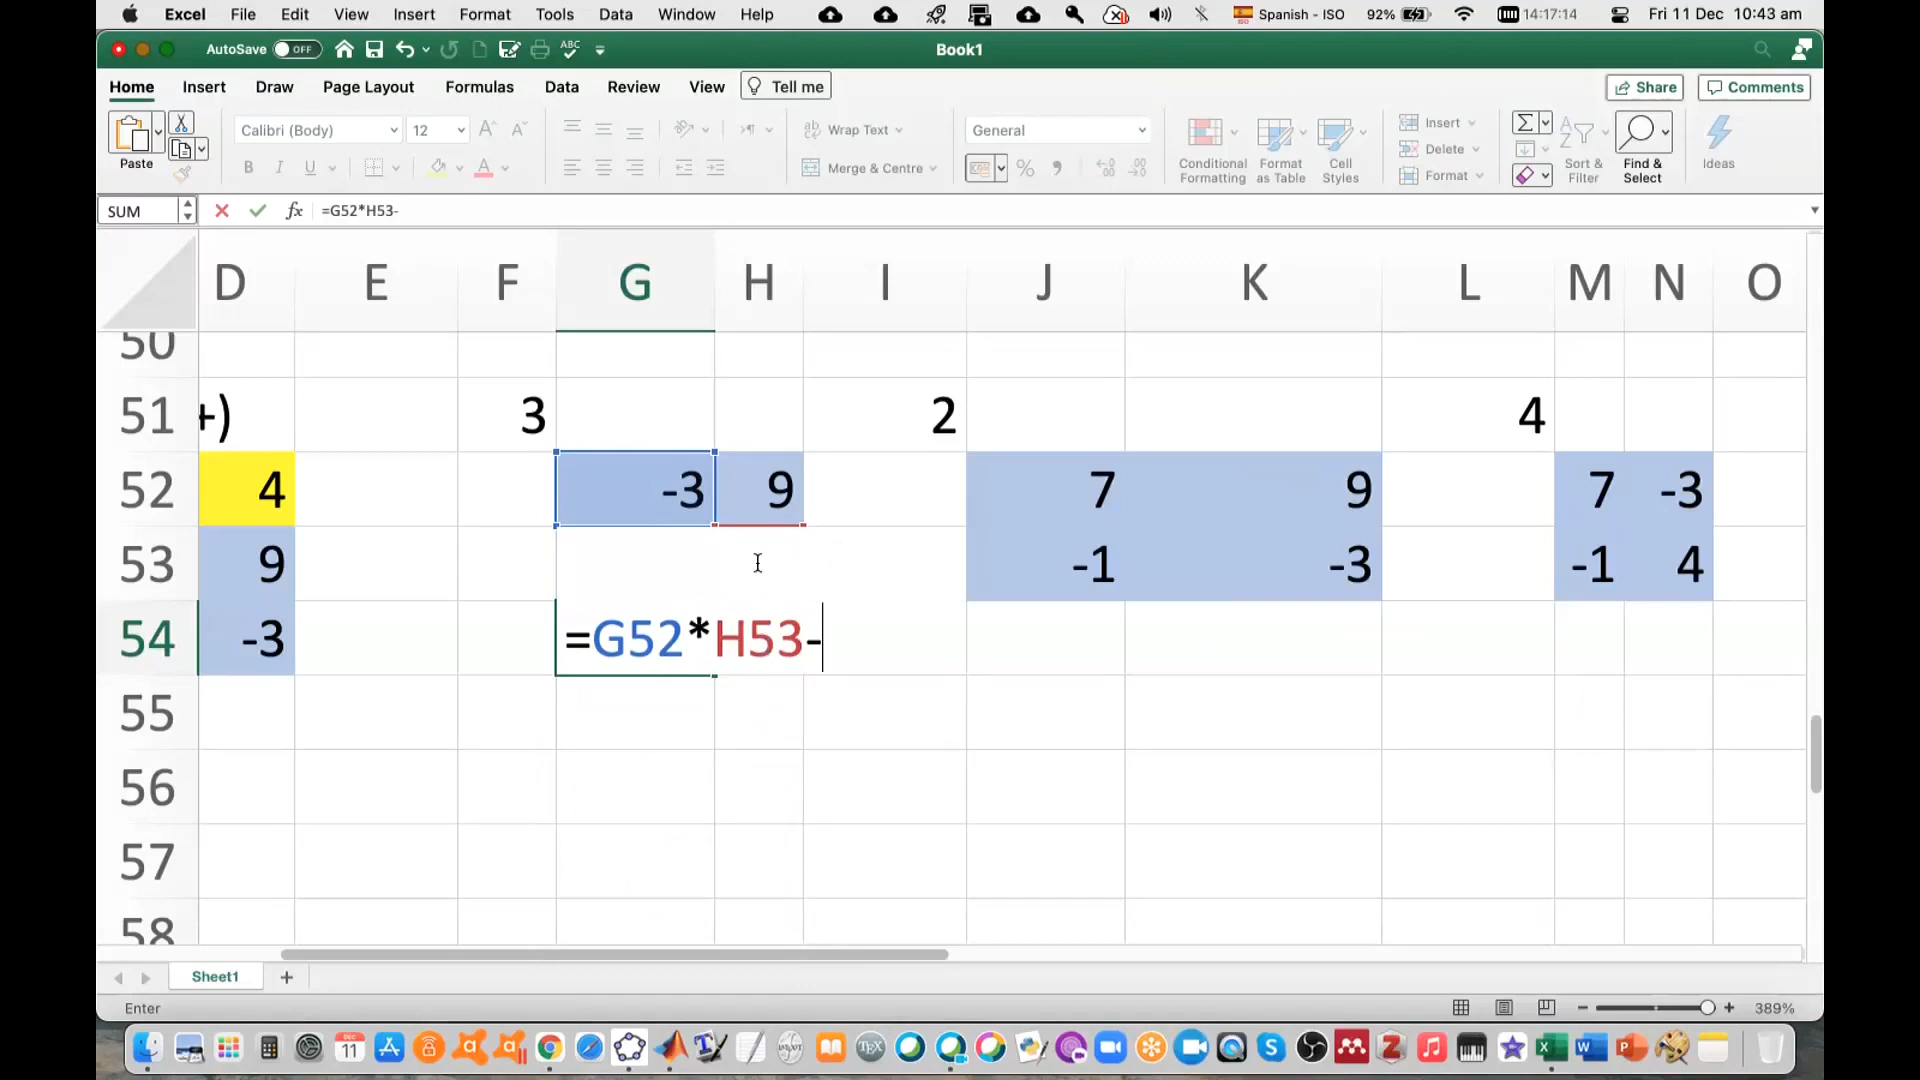 Excel File Edit View Insert Format Tools Data Window Help Spanish - ISO 92% 14:17:14 Fri 11 Dec 10:43 am
AutoSave OFF ABC Book1
Home Insert Draw Page Layout Formulas Data Review View Tell me Share Comments
Paste Calibri (Body) 12 A A Wrap Text General Conditional Formatting Format as Table Cell Styles Insert Sort & Filter Find & Select Ideas
B I U A Merge & Centre % Delete
Format
SUM fx =G52*H53-
D E F G H I J K L M N O
50
51 +) 3 2 4
52 4 -3 9 7 9 7 -3
53 9 -1 -3 -1 4
54 -3 =G52*H53-
55
56
57
58
Sheet1 +
Enter 389%
DEC 11 TEX